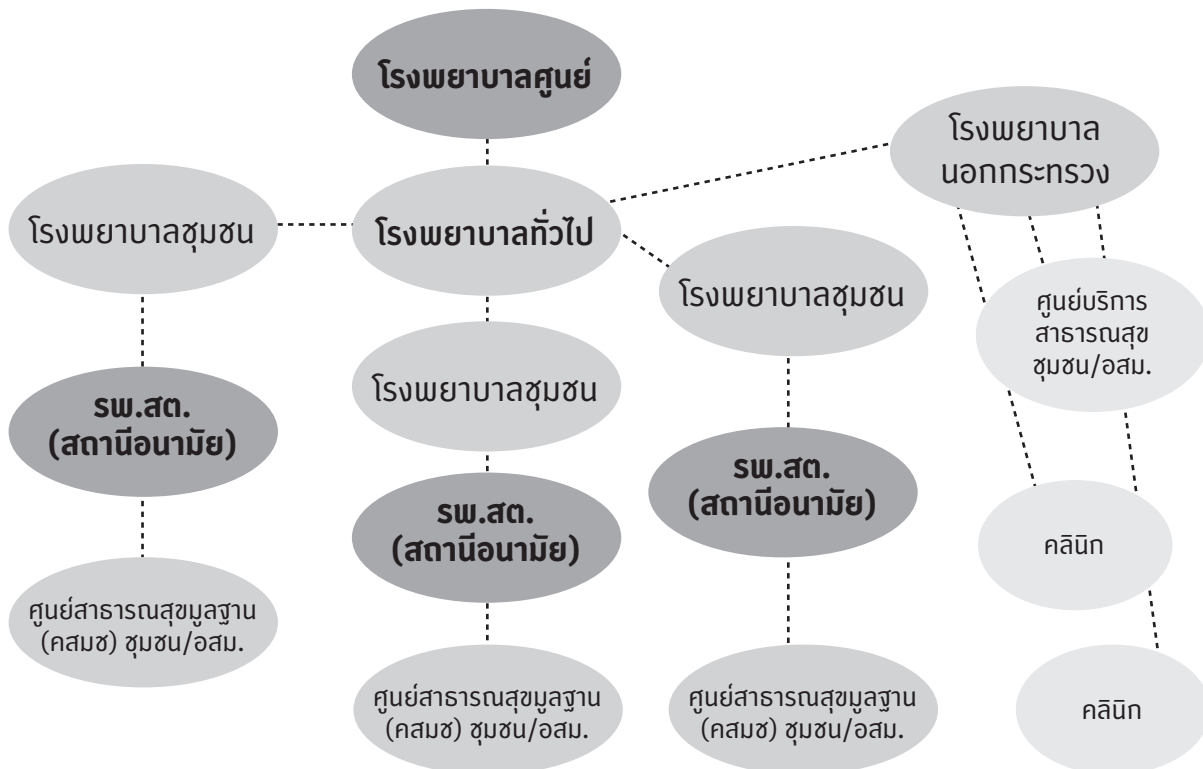 โรงพยาบาลศูนย์
โรงพยาบาล
นอกกระทรวง
โรงพยาบาลชุมชน
โรงพยาบาลทั่วไป
โรงพยาบาลชุมชน
ศูนย์บริการ
สาธารณสุข
ชุมชน/อสม.
โรงพยาบาลชุมชน
รพ.สต.
(สถานีอนามัย)
รพ.สต.
(สถานีอนามัย)
รพ.สต.
(สถานีอนามัย)
คลินิก
ศูนย์สาธารณสุขมูลฐาน
(คสมช) ชุมชน/อสม.
ศูนย์สาธารณสุขมูลฐาน
(คสมช) ชุมชน/อสม.
ศูนย์สาธารณสุขมูลฐาน
(คสมช) ชุมชน/อสม.
คลินิก